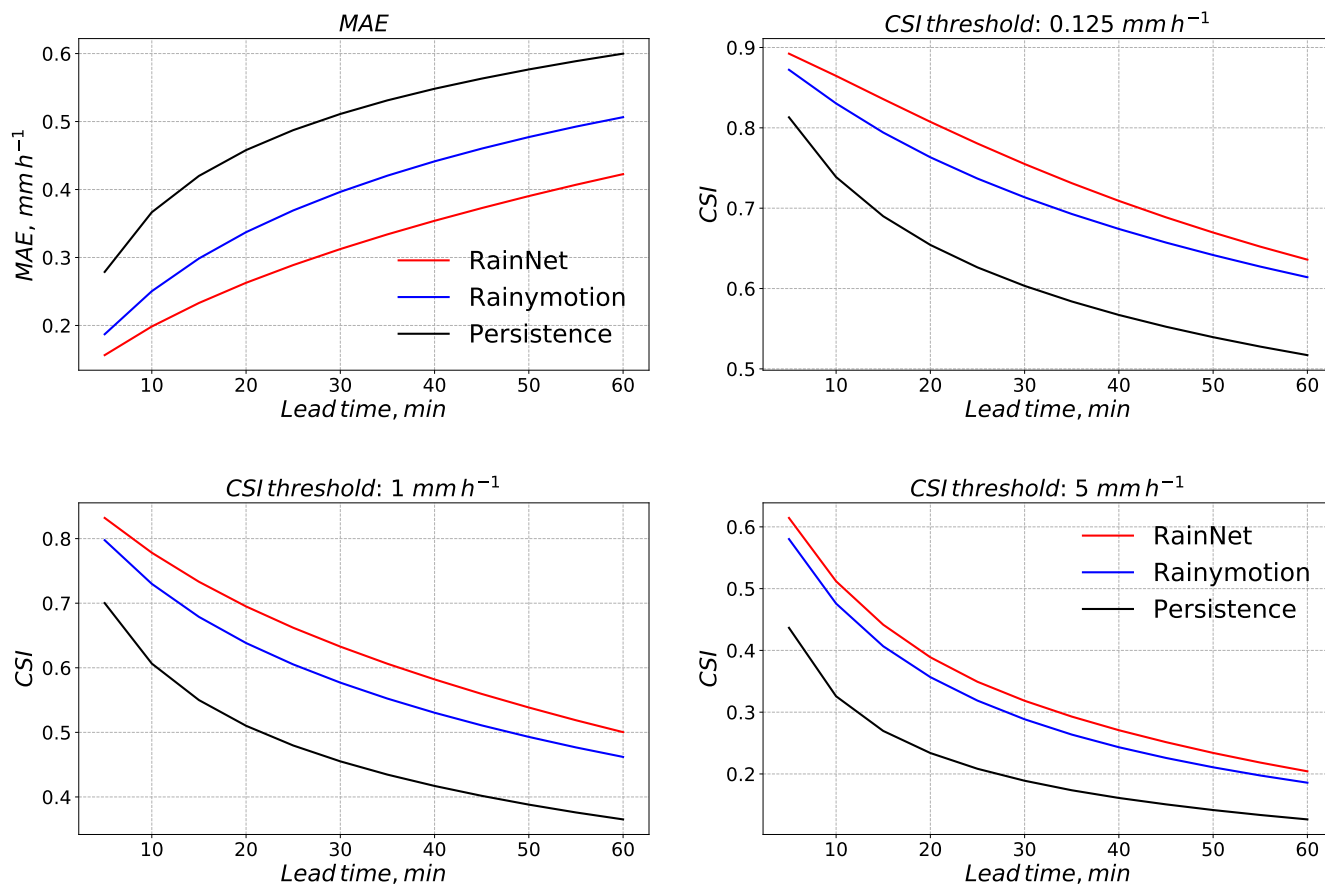 MAE
MAE, mm h⁻¹
0.6
0.5
0.4
0.3
0.2
RainNet
Rainymotion
Persistence
10 20 30 40 50 60
Lead time, min
CSI threshold: 0.125 mm h⁻¹
CSI
0.9
0.8
0.7
0.6
0.5
10 20 30 40 50 60
Lead time, min
CSI threshold: 1 mm h⁻¹
CSI
0.8
0.7
0.6
0.5
0.4
10 20 30 40 50 60
Lead time, min
CSI threshold: 5 mm h⁻¹
CSI
0.6
0.5
0.4
0.3
0.2
RainNet
Rainymotion
Persistence
10 20 30 40 50 60
Lead time, min